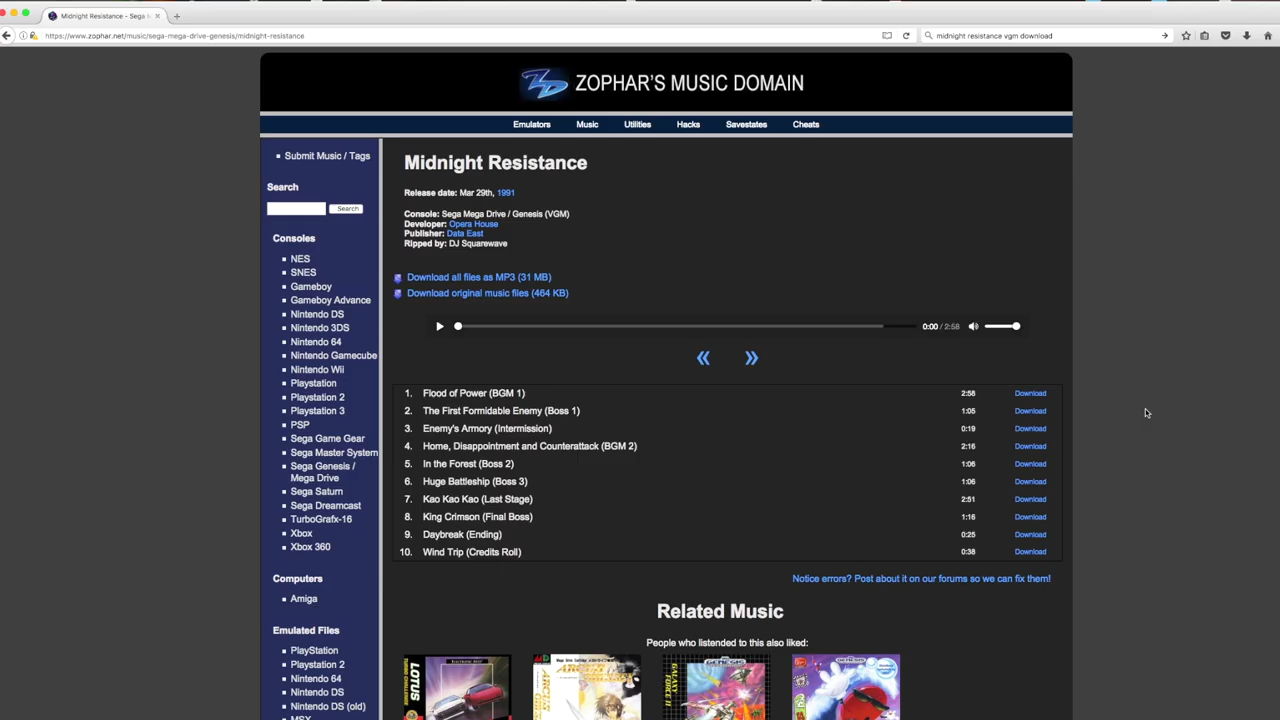 Midnight Resistance - Sega M
https://www.zophar.net/music/sega-mega-drive-genesis/midnight-resistance
midnight resistance vgm download
ZD ZOPHAR'S MUSIC DOMAIN
Emulators Music Utilities Hacks Savestates Cheats
Submit Music / Tags
Search
Search
Consoles
NES
SNES
Gameboy
Gameboy Advance
Nintendo DS
Nintendo 3DS
Nintendo 64
Nintendo Gamecube
Nintendo Wii
Playstation
Playstation 2
Playstation 3
PSP
Sega Game Gear
Sega Master System
Sega Genesis /
Mega Drive
Sega Saturn
Sega Dreamcast
TurboGrafx-16
Xbox
Xbox 360
Computers
Amiga
Emulated Files
PlayStation
Playstation 2
Nintendo 64
Nintendo DS
Nintendo DS (old)
MSX
Midnight Resistance
Release date: Mar 29th, 1991
Console: Sega Mega Drive / Genesis (VGM)
Developer: Opera House
Publisher: Data East
Ripped by: DJ Squarewave
Download all files as MP3 (31 MB)
Download original music files (464 KB)
0:00 / 2:58
1. Flood of Power (BGM 1) 2:58 Download
2. The First Formidable Enemy (Boss 1) 1:05 Download
3. Enemy's Armory (Intermission) 0:19 Download
4. Home, Disappointment and Counterattack (BGM 2) 2:16 Download
5. In the Forest (Boss 2) 1:06 Download
6. Huge Battleship (Boss 3) 1:06 Download
7. Kao Kao Kao (Last Stage) 2:51 Download
8. King Crimson (Final Boss) 1:16 Download
9. Daybreak (Ending) 0:25 Download
10. Wind Trip (Credits Roll) 0:38 Download
Notice errors? Post about it on our forums so we can fix them!
Related Music
People who listened to this also liked:
LOTUS
GENESIS
GALAXY FORCE II
GENESIS